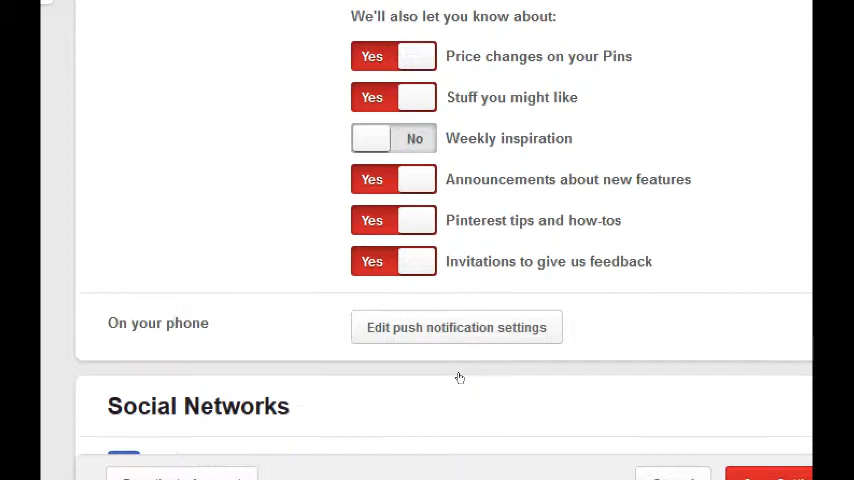 We'll also let you know about:
Yes Price changes on your Pins
Yes Stuff you might like
No Weekly inspiration
Yes Announcements about new features
Yes Pinterest tips and how-tos
Yes Invitations to give us feedback
On your phone Edit push notification settings
Social Networks